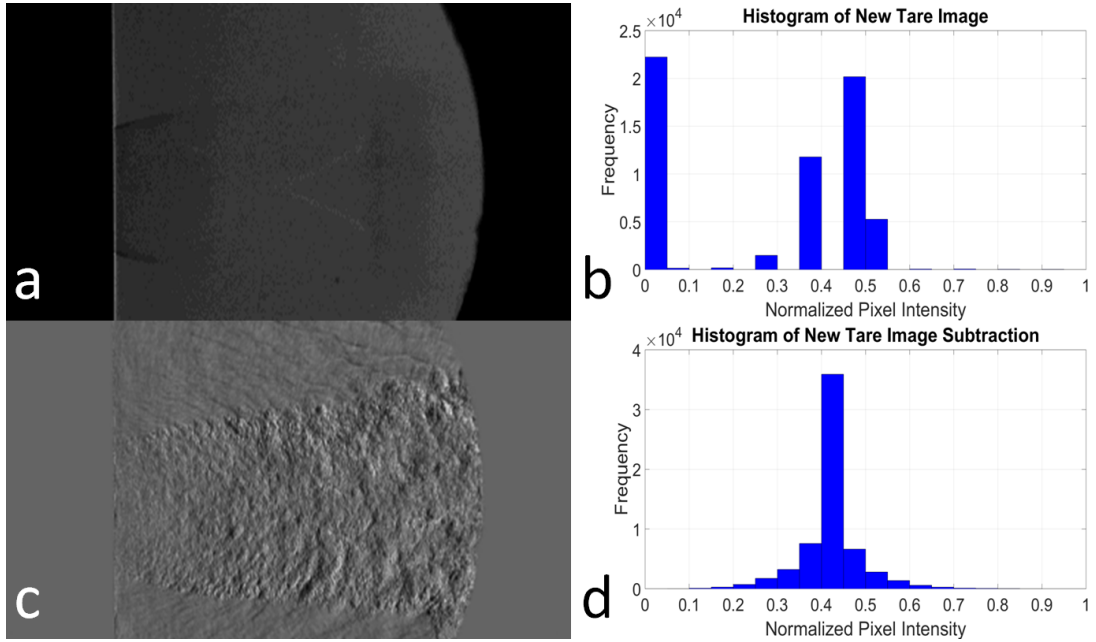 a
Histogram of New Tare Image
×10⁴
2.5
2
1.5
1
0.5
0
Frequency
0 0.1 0.2 0.3 0.4 0.5 0.6 0.7 0.8 0.9 1
Normalized Pixel Intensity
b
c
Histogram of New Tare Image Subtraction
×10⁴
4
3
2
1
0
Frequency
0 0.1 0.2 0.3 0.4 0.5 0.6 0.7 0.8 0.9 1
Normalized Pixel Intensity
d